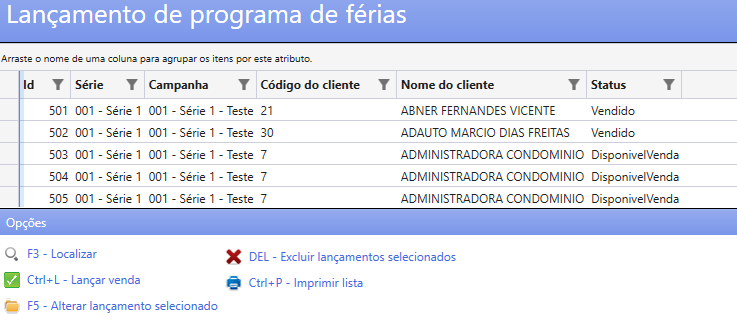 Lançamento de programa de férias
Arraste o nome de uma coluna para agrupar os itens por este atributo.
Id Série Campanha Código do cliente Nome do cliente Status
501 001 - Série 1 001 - Série 1 - Teste 21 ABNER FERNANDES VICENTE Vendido
502 001 - Série 1 001 - Série 1 - Teste 30 ADAUTO MARCIO DIAS FREITAS Vendido
503 001 - Série 1 001 - Série 1 - Teste 7 ADMINISTRADORA CONDOMINIO DisponivelVenda
504 001 - Série 1 001 - Série 1 - Teste 7 ADMINISTRADORA CONDOMINIO DisponivelVenda
505 001 - Série 1 001 - Série 1 - Teste 7 ADMINISTRADORA CONDOMINIO DisponivelVenda
Opções
F3 - Localizar
Ctrl+L - Lançar venda
F5 - Alterar lançamento selecionado
DEL - Excluir lançamentos selecionados
Ctrl+P - Imprimir lista